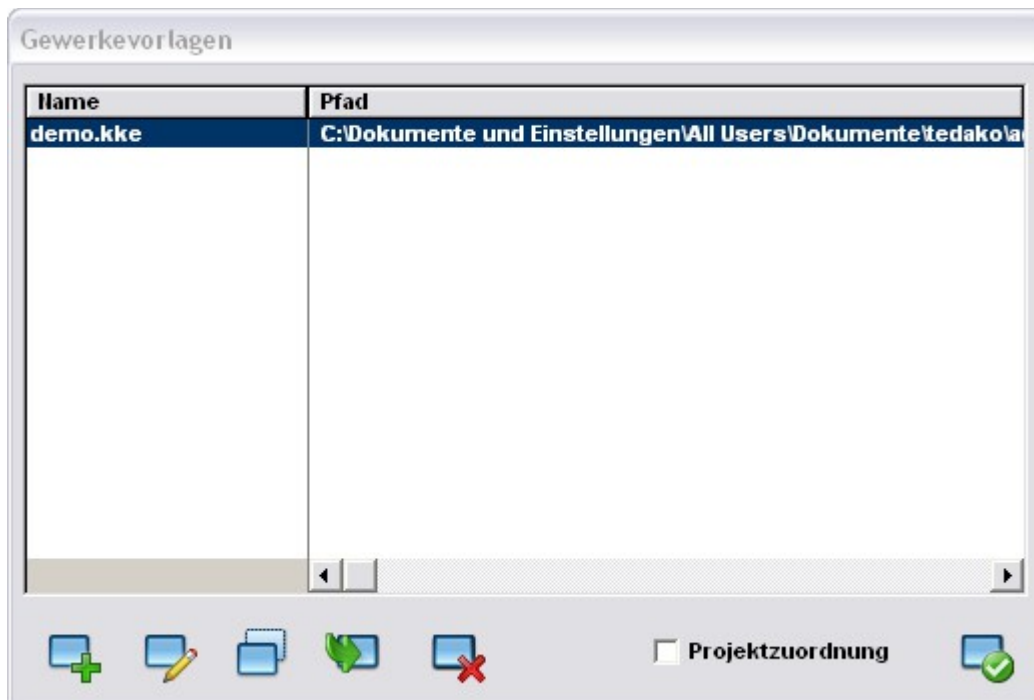 Gewerkevorlagen
Name Pfad
demo.kke C:\Dokumente und Einstellungen\All Users\Dokumente\tedako\
Projektzuordnung